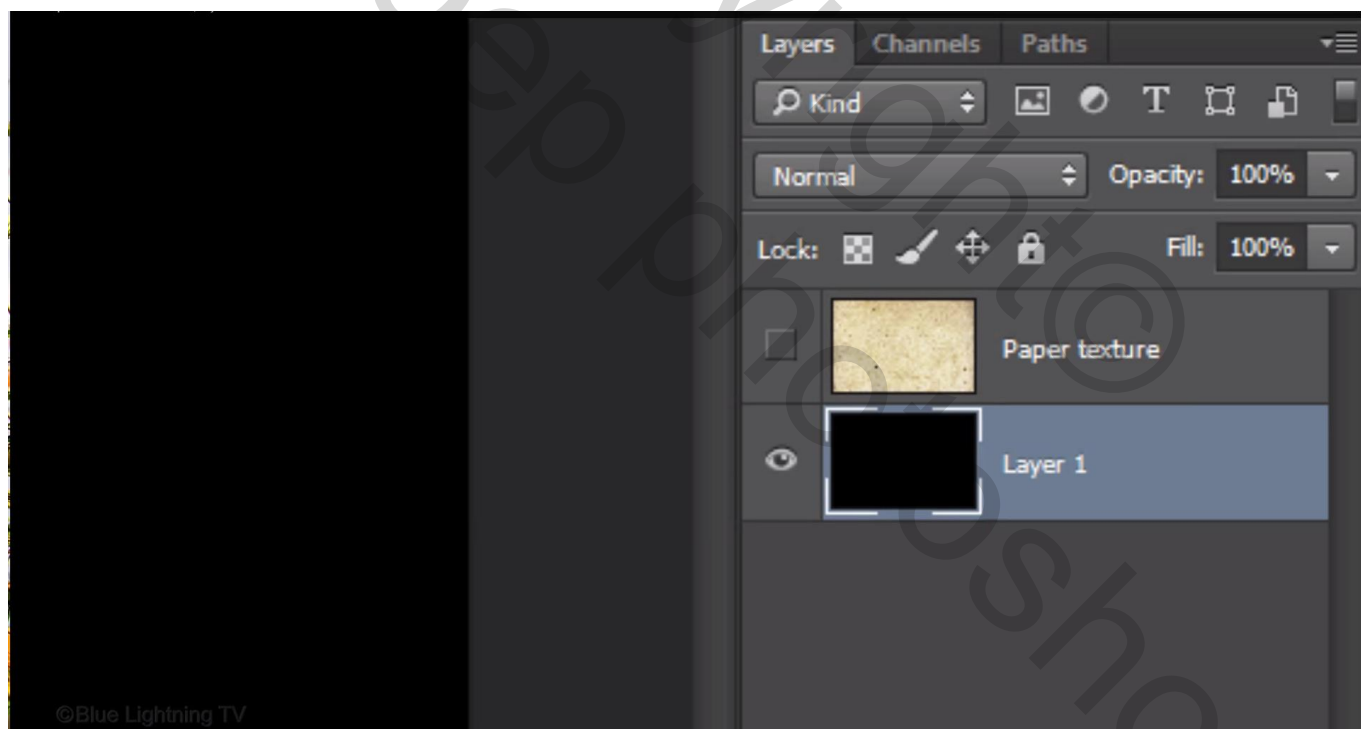 Layers Channels Paths
Kind T
Normal Opacity: 100%
Lock: Fill: 100%
Paper texture
Layer 1
©Blue Lightning TV